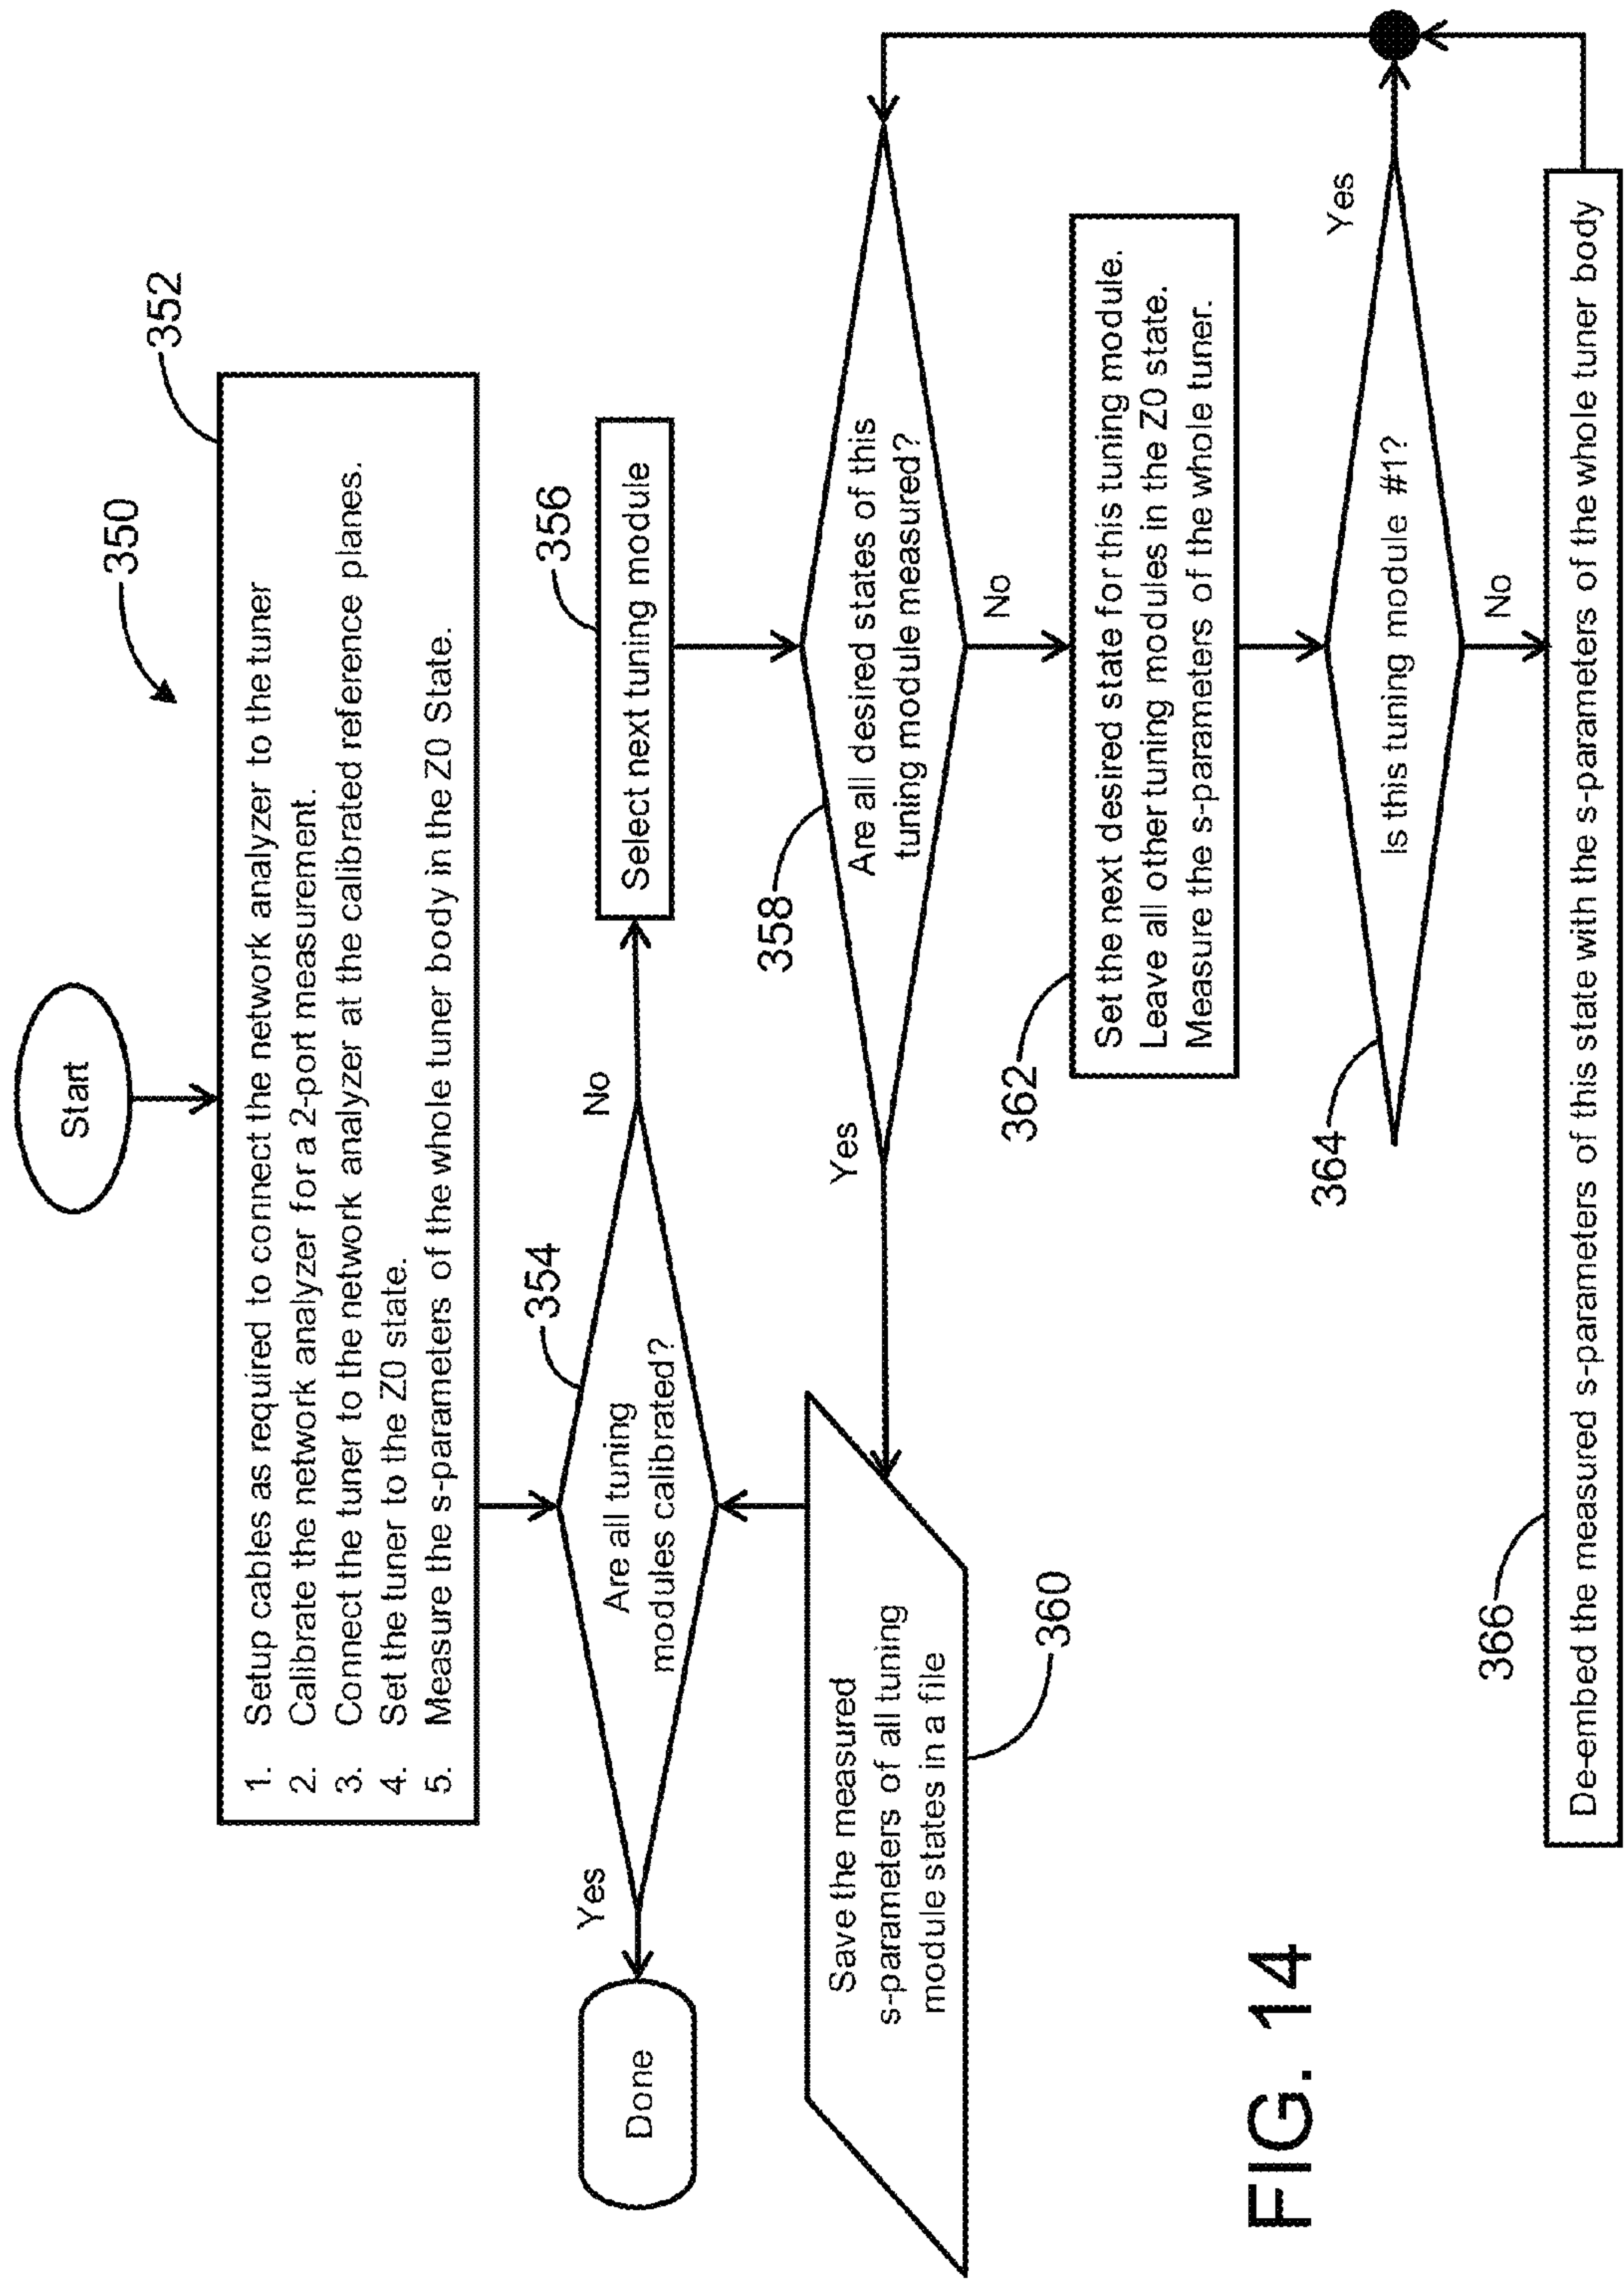 350
Start
352
1. Setup cables as required to connect the network analyzer to the tuner
2. Calibrate the network analyzer for a 2-port measurement.
3. Connect the tuner to the network analyzer at the calibrated reference planes.
4. Set the tuner to the Z0 state.
5. Measure the s-parameters of the whole tuner body in the Z0 State.
354
Are all tuning
modules calibrated?
Yes
No
Done
356
Select next tuning module
358
Are all desired states of this
tuning module measured?
Yes
No
Save the measured
s-parameters of all tuning
module states in a file
360
362
Set the next desired state for this tuning module.
Leave all other tuning modules in the Z0 state.
Measure the s-parameters of the whole tuner.
364
Is this tuning module #1?
Yes
No
366
De-embed the measured s-parameters of this state with the s-parameters of the whole tuner body
FIG. 14